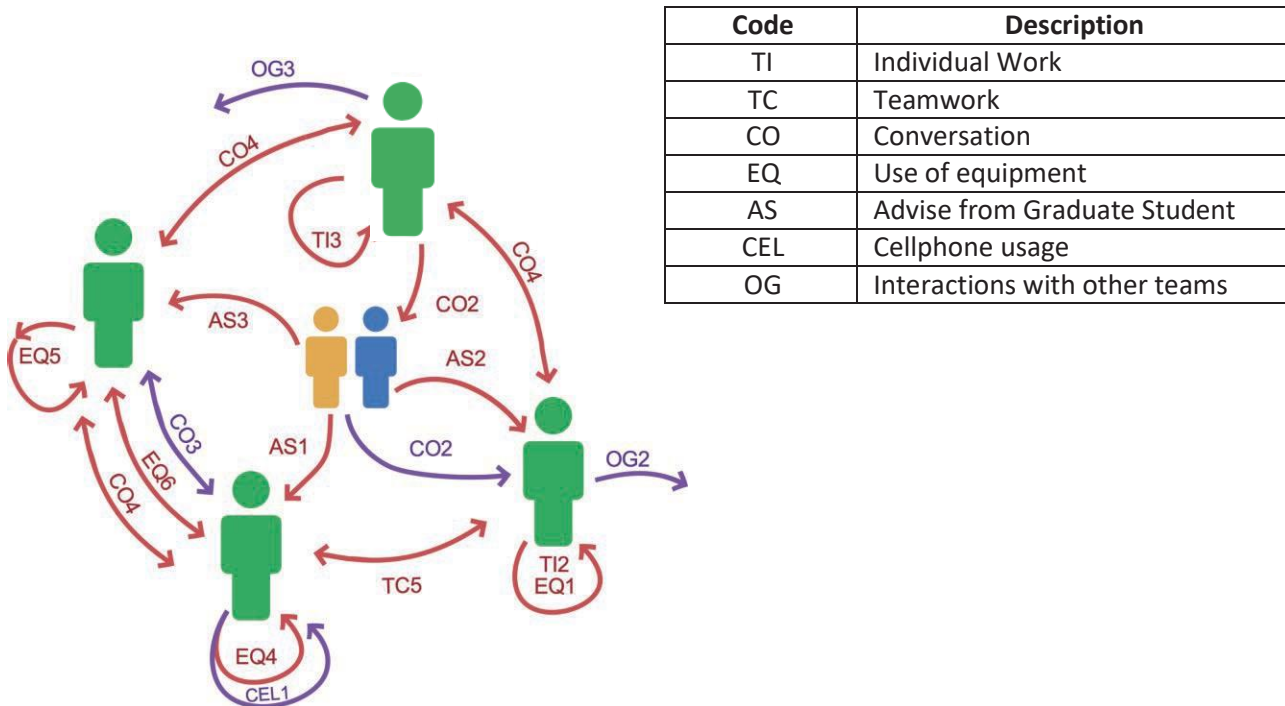 OG3
CO4
TI3
CO4
CO2
AS3
AS2
EQ5
CO3
AS1
CO2
OG2
EQ6
CO4
TC5
TI2
EQ1
EQ4
CEL1
Code Description
TI Individual Work
TC Teamwork
CO Conversation
EQ Use of equipment
AS Advise from Graduate Student
CEL Cellphone usage
OG Interactions with other teams